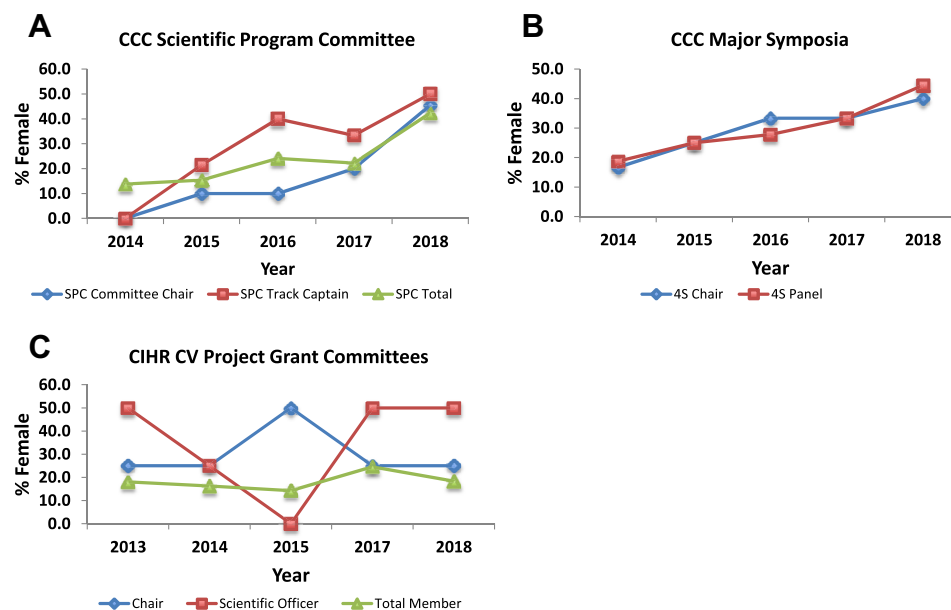 A
CCC Scientific Program Committee
% Female
60.0
50.0
40.0
30.0
20.0
10.0
0.0
2014 2015 2016 2017 2018
Year
SPC Committee Chair SPC Track Captain SPC Total
B
CCC Major Symposia
% Female
50.0
40.0
30.0
20.0
10.0
0.0
2014 2015 2016 2017 2018
Year
4S Chair 4S Panel
C
CIHR CV Project Grant Committees
% Female
60.0
50.0
40.0
30.0
20.0
10.0
0.0
2013 2014 2015 2017 2018
Year
Chair Scientific Officer Total Member